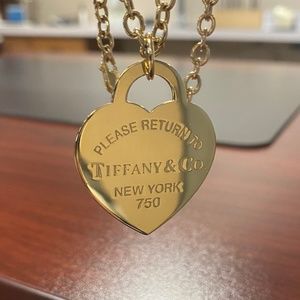 PLEASE RETURN TO
TIFFANY & CO
NEW YORK
750